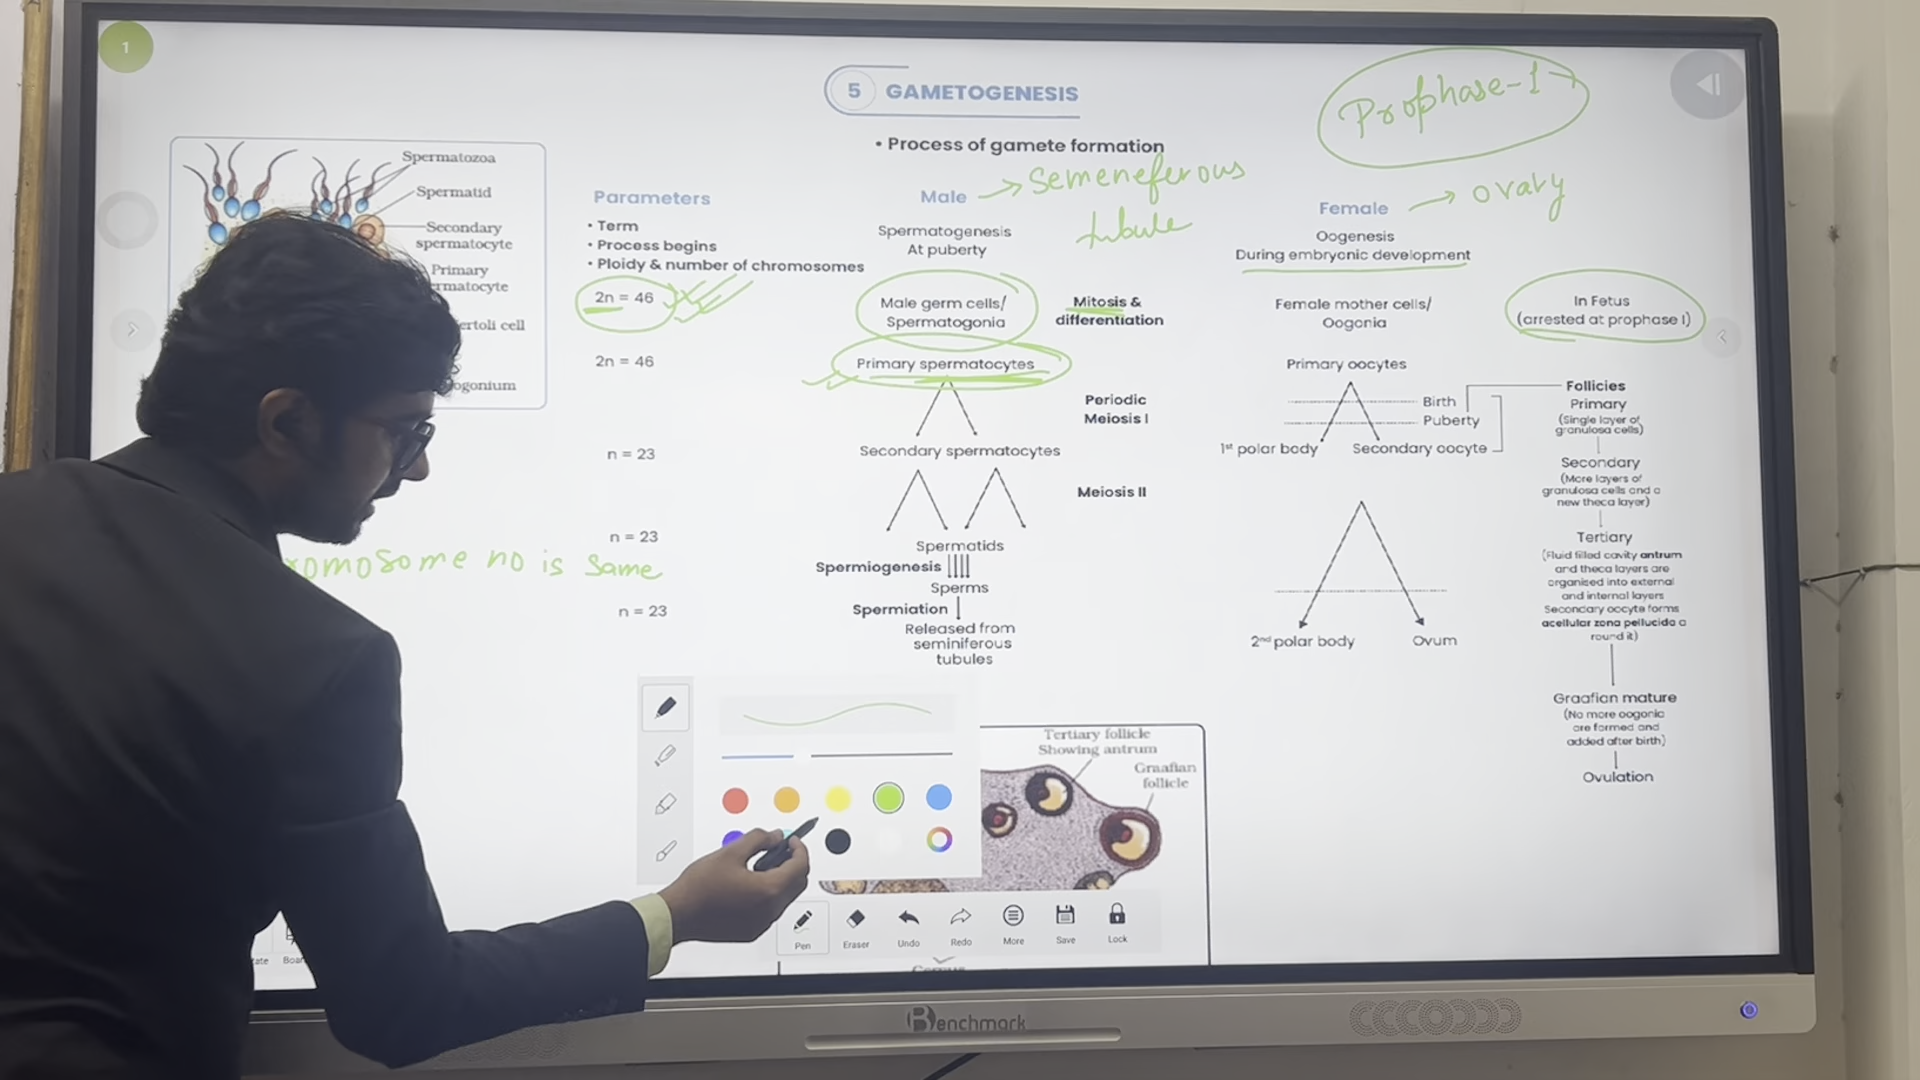 1
5 GAMETOGENESIS
Prophase-1
• Process of gamete formation
Spermatozoa
Spermatid
Secondary
spermatocyte
Primary
rmatocyte
ertoli cell
ogonium
Parameters
• Term
• Process begins
• Ploidy & number of chromosomes
2n = 46
2n = 46
n = 23
n = 23
n = 23
omosome no is same
Male → Semeneferous
tubule
Spermatogenesis
At puberty
Male germ cells/
Spermatogonia
Primary spermatocytes
Secondary spermatocytes
Spermatids
Spermiogenesis
Sperms
Spermiation
Released from
seminiferous
tubules
Mitosis &
differentiation
Periodic
Meiosis I
Meiosis II
Female → ovary
Oogenesis
During embryonic development
Female mother cells/
Oogonia
Primary oocytes
Birth
Puberty
1st polar body Secondary oocyte
2nd polar body Ovum
In Fetus
(arrested at prophase I)
Follicies
Primary
(Single layer of
granulosa cells)
Secondary
(More layers of
granulosa cells and a
new theca layer)
Tertiary
(Fluid filled cavity antrum
and theca layers are
organised into external
and internal layers
Secondary oocyte forms
acellular zona pellucida a
round it)
Graafian mature
(No more oogonia
are formed and
added after birth)
Ovulation
Tertiary follicle
Showing antrum
Graafian
follicle
Pen Eraser Undo Redo More Save Lock
Benchmark